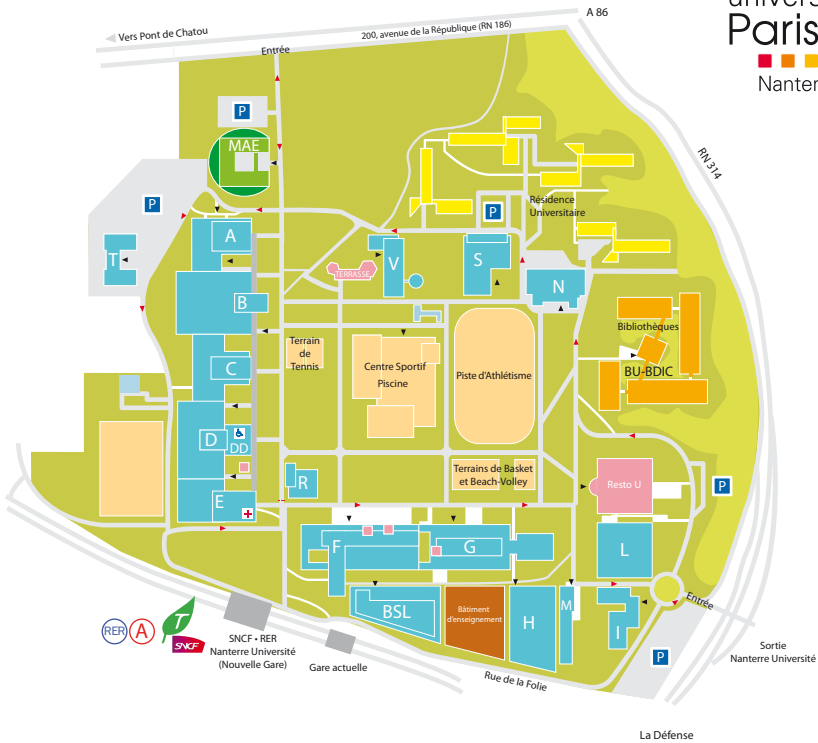 univers
Paris
Nanter
A 86
Vers Pont de Chatou
200, avenue de la République (RN 186)
Entrée
P
MAE
RN 314
P
Résidence
Universitaire
P
A
T
V
S
TERRASSE
N
B
Bibliothèques
Terrain
de
Tennis
Centre Sportif
Piscine
Piste d'Athlétisme
BU-BDIC
C
D
DD
Terrains de Basket
et Beach-Volley
R
Resto U
P
E
F
G
L
BSL
Bâtiment
d'enseignement
H
M
I
Entrée
RER
A
T
SNCF
SNCF • RER
Nanterre Université
(Nouvelle Gare)
Gare actuelle
Rue de la Folie
P
Sortie
Nanterre Université
La Défense